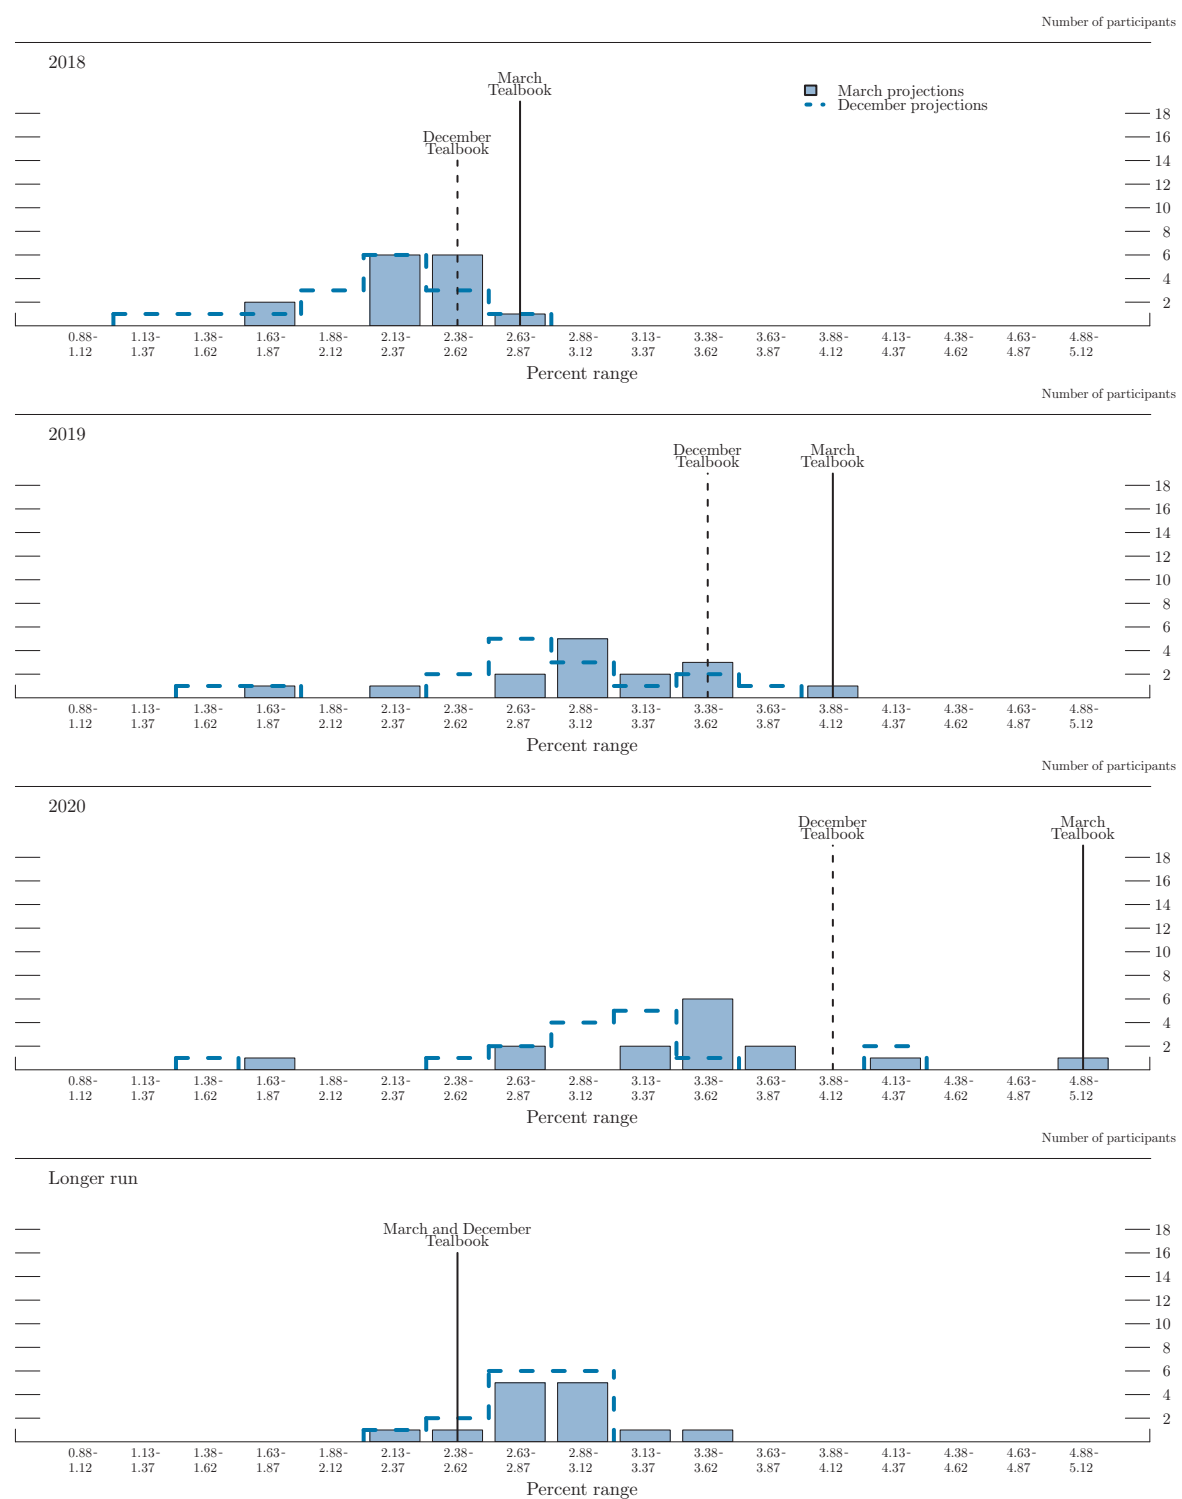 Number of participants
2018
March
Tealbook
March projections
December projections
December
Tealbook
18
16
14
12
10
8
6
4
2
0.88- 1.13- 1.38- 1.63- 1.88- 2.13- 2.38- 2.63- 2.88- 3.13- 3.38- 3.63- 3.88- 4.13- 4.38- 4.63- 4.88-
1.12 1.37 1.62 1.87 2.12 2.37 2.62 2.87 3.12 3.37 3.62 3.87 4.12 4.37 4.62 4.87 5.12
Percent range
Number of participants
2019
December March
Tealbook Tealbook
18
16
14
12
10
8
6
4
2
0.88- 1.13- 1.38- 1.63- 1.88- 2.13- 2.38- 2.63- 2.88- 3.13- 3.38- 3.63- 3.88- 4.13- 4.38- 4.63- 4.88-
1.12 1.37 1.62 1.87 2.12 2.37 2.62 2.87 3.12 3.37 3.62 3.87 4.12 4.37 4.62 4.87 5.12
Percent range
Number of participants
2020
December March
Tealbook Tealbook
18
16
14
12
10
8
6
4
2
0.88- 1.13- 1.38- 1.63- 1.88- 2.13- 2.38- 2.63- 2.88- 3.13- 3.38- 3.63- 3.88- 4.13- 4.38- 4.63- 4.88-
1.12 1.37 1.62 1.87 2.12 2.37 2.62 2.87 3.12 3.37 3.62 3.87 4.12 4.37 4.62 4.87 5.12
Percent range
Number of participants
Longer run
March and December
Tealbook
18
16
14
12
10
8
6
4
2
0.88- 1.13- 1.38- 1.63- 1.88- 2.13- 2.38- 2.63- 2.88- 3.13- 3.38- 3.63- 3.88- 4.13- 4.38- 4.63- 4.88-
1.12 1.37 1.62 1.87 2.12 2.37 2.62 2.87 3.12 3.37 3.62 3.87 4.12 4.37 4.62 4.87 5.12
Percent range